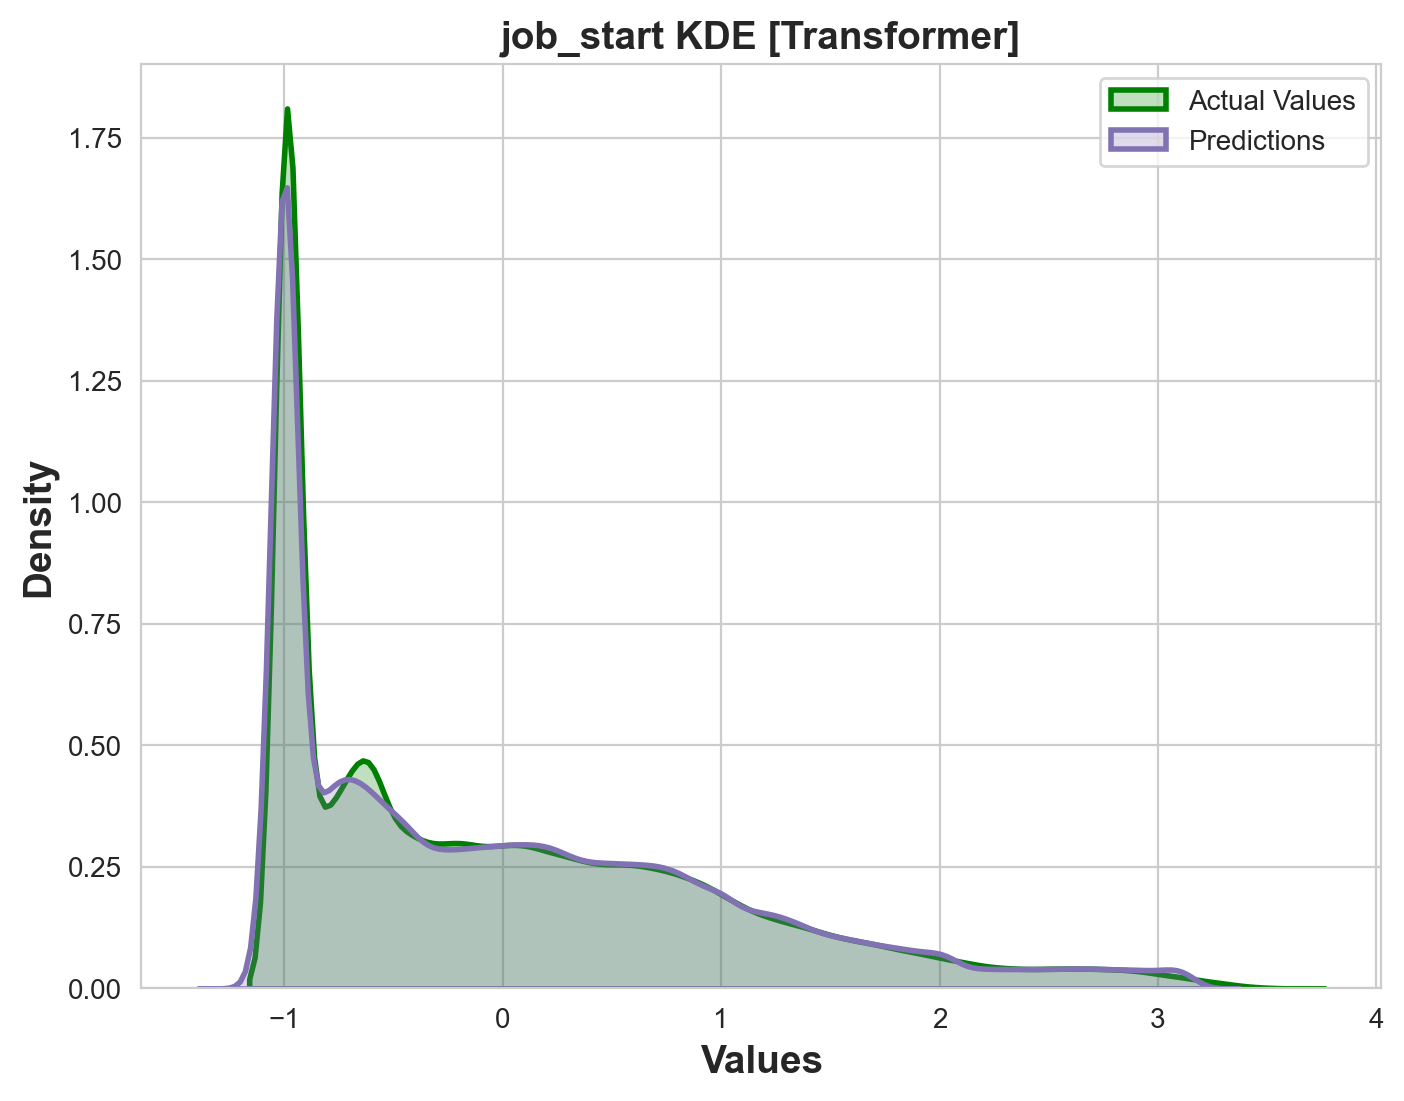 job_start KDE [Transformer]
Actual Values
Predictions
1.75
1.50
1.25
1.00
0.75
0.50
0.25
0.00
Density
−1
0
1
2
3
4
Values